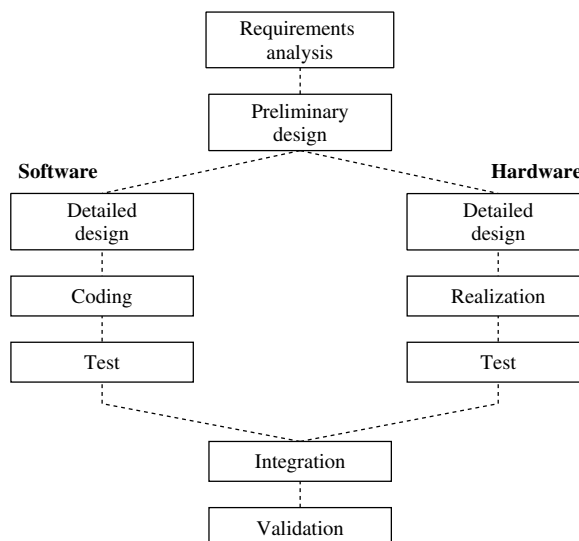 Requirements
analysis
Preliminary
design
Software
Hardware
Detailed
design
Detailed
design
Coding
Realization
Test
Test
Integration
Validation